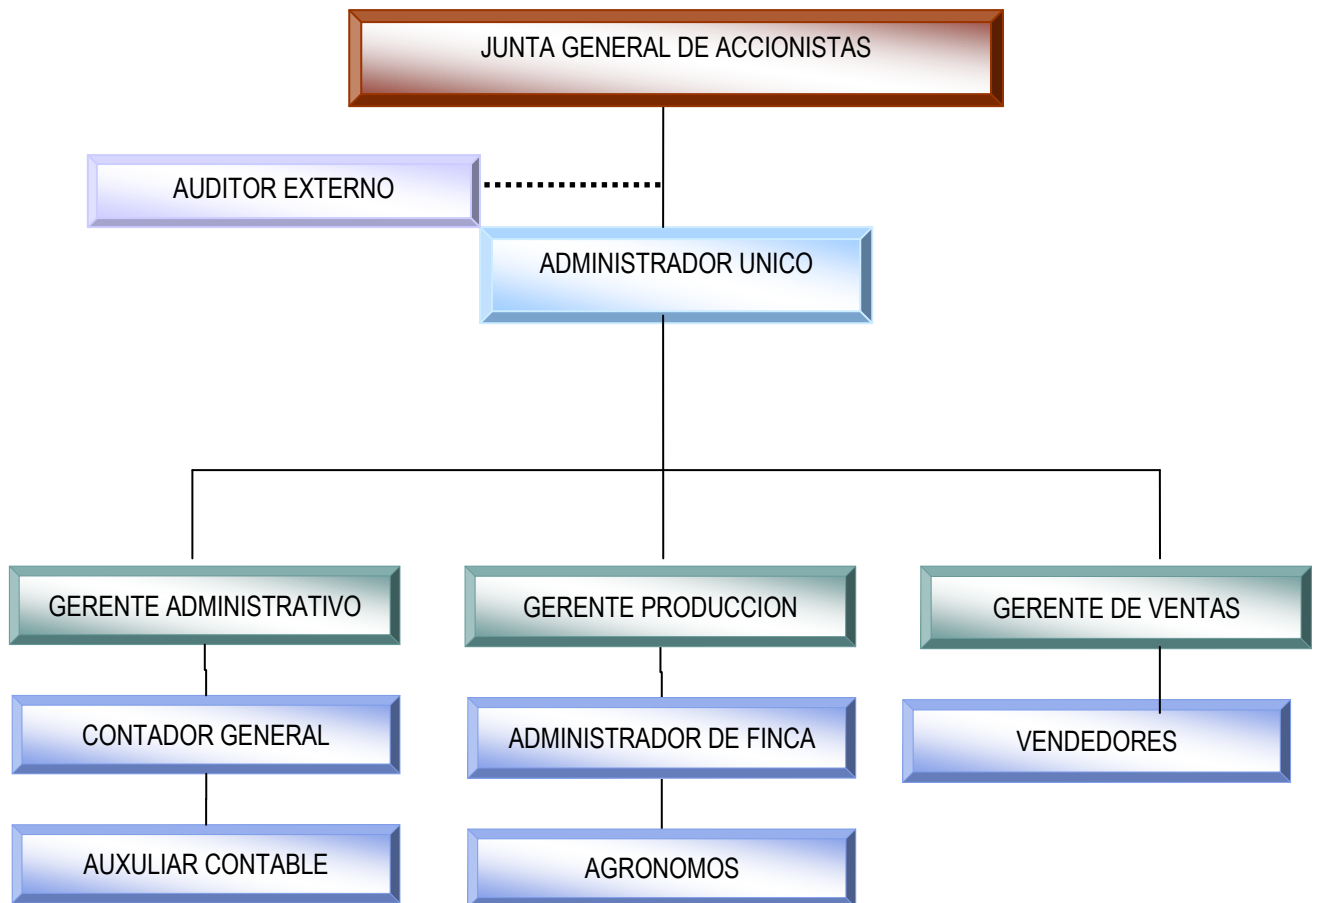 JUNTA GENERAL DE ACCIONISTAS
AUDITOR EXTERNO
ADMINISTRADOR UNICO
GERENTE ADMINISTRATIVO
GERENTE PRODUCCION
GERENTE DE VENTAS
CONTADOR GENERAL
ADMINISTRADOR DE FINCA
VENDEDORES
AUXULIAR CONTABLE
AGRONOMOS